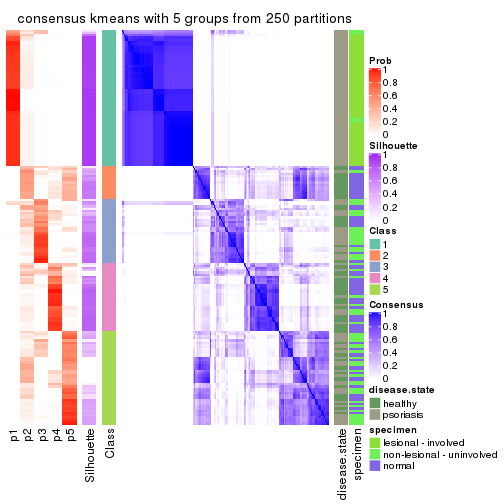 consensus kmeans with 5 groups from 250 partitions
Prob
1
0.8
0.6
0.4
0.2
0
Silhouette
1
0.8
0.6
0.4
0.2
0
Class
1
2
3
4
5
Consensus
1
0.8
0.6
0.4
0.2
0
disease.state
healthy
psoriasis
specimen
lesional - involved
non-lesional - uninvolved
normal
p1
p2
p3
p4
p5
Silhouette
Class
disease.state
specimen